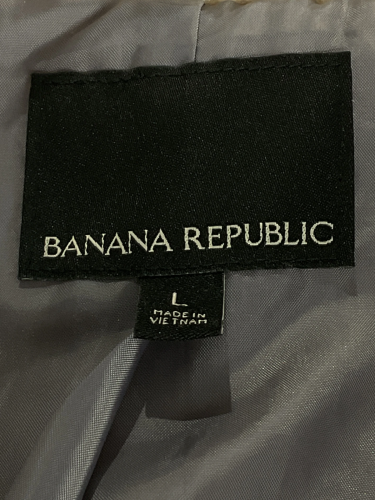 BANANA REPUBLIC
L
MADE IN
VIETNAM